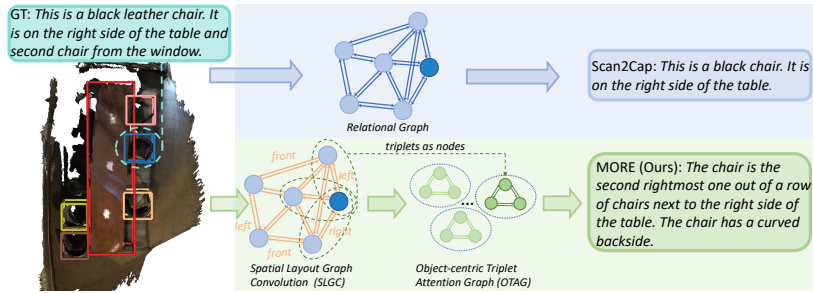 GT: This is a black leather chair. It
is on the right side of the table and
second chair from the window.
Relational Graph
Scan2Cap: This is a black chair. It is
on the right side of the table.
triplets as nodes
front
left
left
right
front
Spatial Layout Graph
Convolution (SLGC)
Object-centric Triplet
Attention Graph (OTAG)
...
MORE (Ours): The chair is the
second rightmost one out of a row
of chairs next to the right side of
the table. The chair has a curved
backside.